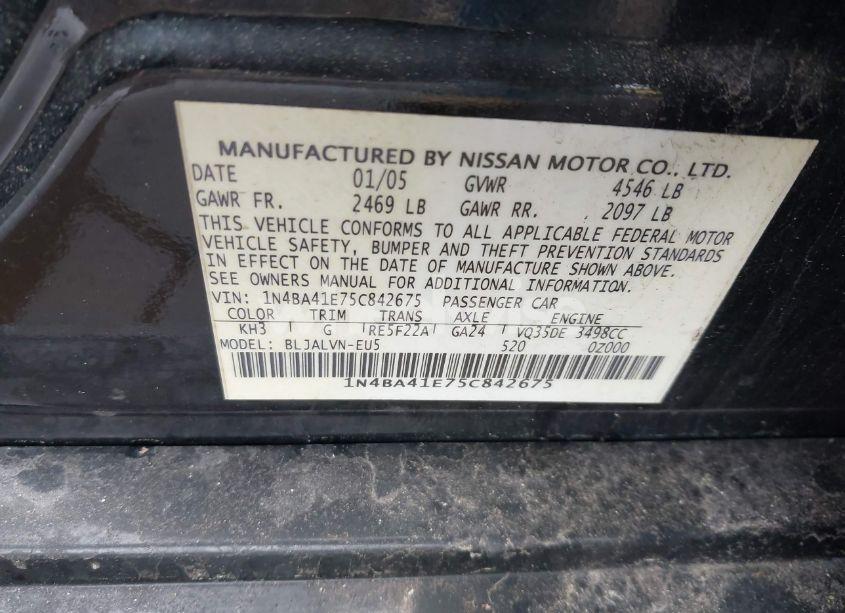 MANUFACTURED BY NISSAN MOTOR CO., LTD.
DATE 01/05 GVWR 4546 LB
GAWR FR. 2469 LB GAWR RR. 2097 LB
THIS VEHICLE CONFORMS TO ALL APPLICABLE FEDERAL MOTOR
VEHICLE SAFETY, BUMPER AND THEFT PREVENTION STANDARDS
IN EFFECT ON THE DATE OF MANUFACTURE SHOWN ABOVE.
SEE OWNERS MANUAL FOR ADDITIONAL INFORMATION.
VIN: 1N4BA41E75C842675 PASSENGER CAR
COLOR TRIM TRANS AXLE ENGINE
KH3 G RE5F22A GA24 VQ35DE 3498CC
MODEL: BLJALVN-EU5 520 0Z000
1N4BA41E75C842675